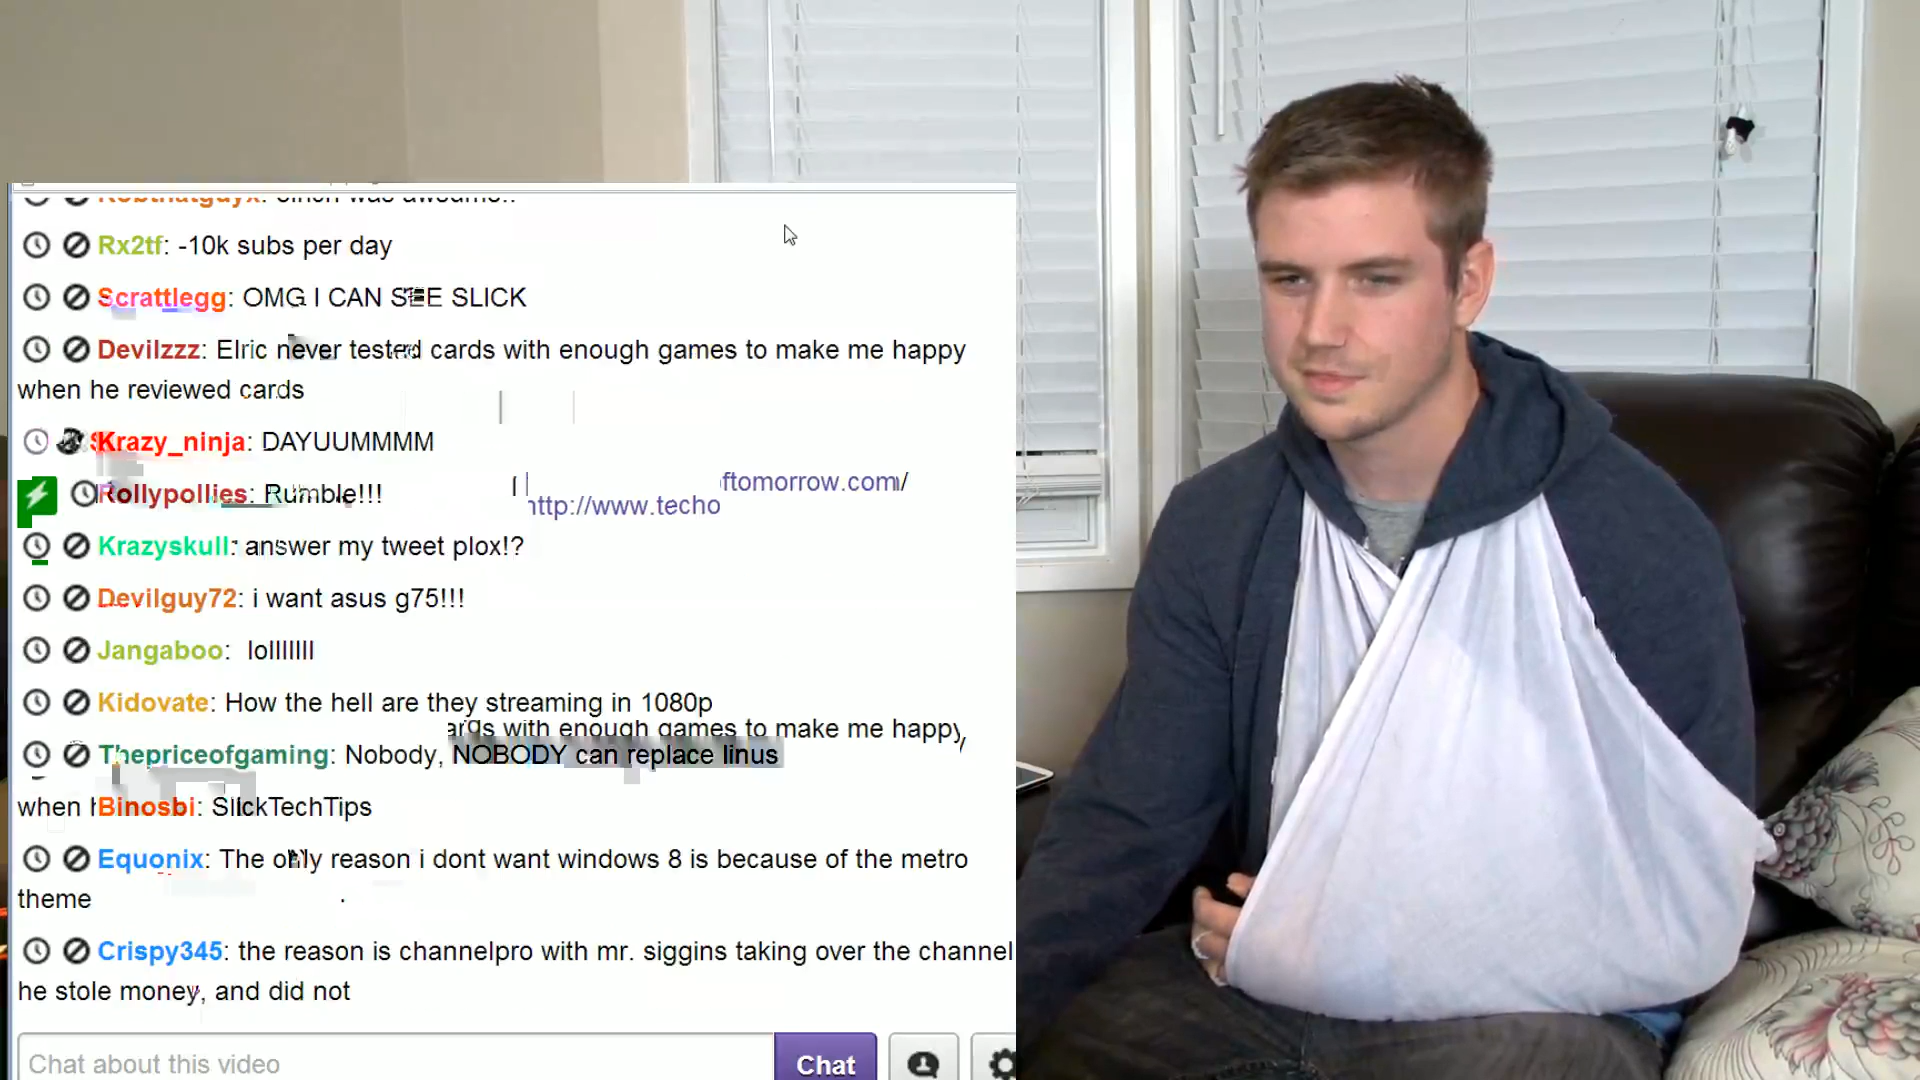 Robthatguyx:
Rx2tf: -10k subs per day
Scrattlegg: OMG I CAN SEE SLICK
Devilzzz: Elric never tested cards with enough games to make me happy
when he reviewed cards
Krazy_ninja: DAYUUMMMM
ftomorrow.com/
Rollypollies: Rumble!!!
http://www.techo
Krazyskull: answer my tweet plox!?
Devilguy72: i want asus g75!!!
Jangaboo: lolllllll
Kidovate: How the hell are they streaming in 1080p
with enough games to make me happy
Thepriceofgaming: Nobody, NOBODY can replace linus
when
Binosbi: SlickTechTips
Equonix: The only reason i dont want windows 8 is because of the metro
theme
Crispy345: the reason is channelpro with mr. siggins taking over the channel
he stole money, and did not
Chat about this video
Chat